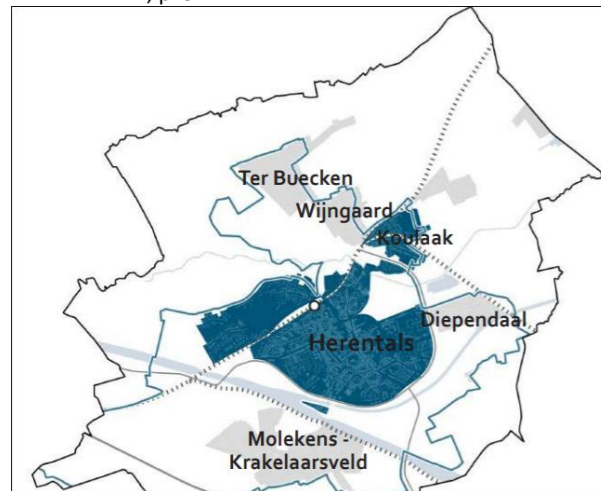 Ter Buecken
Wijngaard
Koulaak
Diependaal
Herentals
Molekens -
Krakelaarsveld